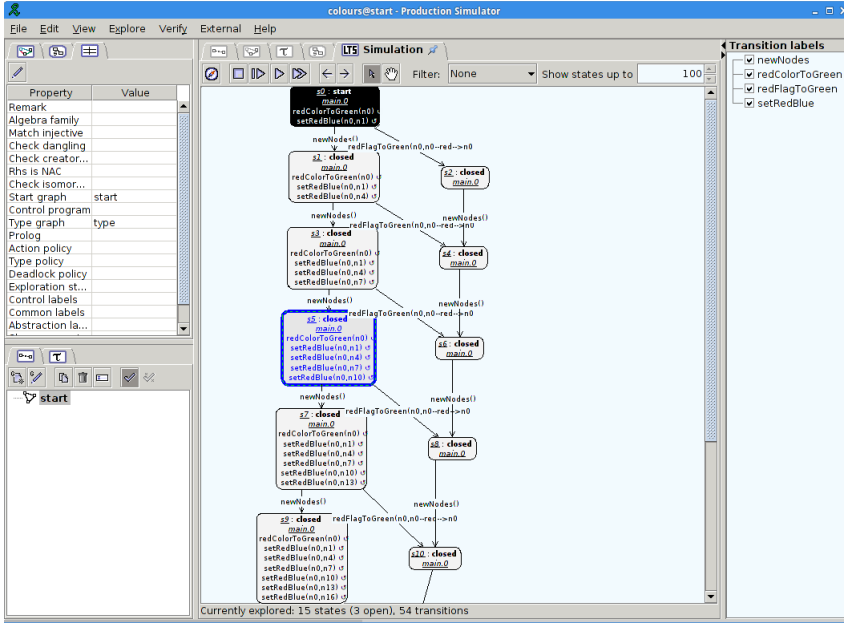 colours@start - Production Simulator
File Edit View Explore Verify External Help
LTS Simulation
Filter: None Show states up to 100
Property Value
Remark
Algebra family
Match injective
Check dangling
Check creator...
Rhs is NAC
Check isomor...
Start graph start
Control program
Type graph type
Prolog
Action policy
Type policy
Deadlock policy
Exploration st...
Control labels
Common labels
Abstraction la...
start
s0 : start
main.0
redColorToGreen(n0)
setRedBlue(n0,n1)
newNodes()
redFlagToGreen(n0,n0--red-->n0
s1 : closed
main.0
redColorToGreen(n0)
setRedBlue(n0,n1)
setRedBlue(n0,n4)
s2 : closed
main.0
newNodes()
newNodes()
redFlagToGreen(n0,n0--red-->n0
s3 : closed
main.0
redColorToGreen(n0)
setRedBlue(n0,n1)
setRedBlue(n0,n4)
setRedBlue(n0,n7)
s4 : closed
main.0
newNodes()
newNodes()
redFlagToGreen(n0,n0--red-->n0
s5 : closed
main.0
redColorToGreen(n0)
setRedBlue(n0,n1)
setRedBlue(n0,n4)
setRedBlue(n0,n7)
setRedBlue(n0,n10)
s6 : closed
main.0
newNodes()
newNodes()
redFlagToGreen(n0,n0--red-->n0
s7 : closed
main.0
redColorToGreen(n0)
setRedBlue(n0,n1)
setRedBlue(n0,n4)
setRedBlue(n0,n7)
setRedBlue(n0,n10)
setRedBlue(n0,n13)
s8 : closed
main.0
newNodes()
newNodes()
redFlagToGreen(n0,n0--red-->n0
s9 : closed
main.0
redColorToGreen(n0)
setRedBlue(n0,n1)
setRedBlue(n0,n4)
setRedBlue(n0,n7)
setRedBlue(n0,n10)
setRedBlue(n0,n13)
setRedBlue(n0,n16)
s10 : closed
main.0
Currently explored: 15 states (3 open), 54 transitions
Transition labels
newNodes
redColorToGreen
redFlagToGreen
setRedBlue